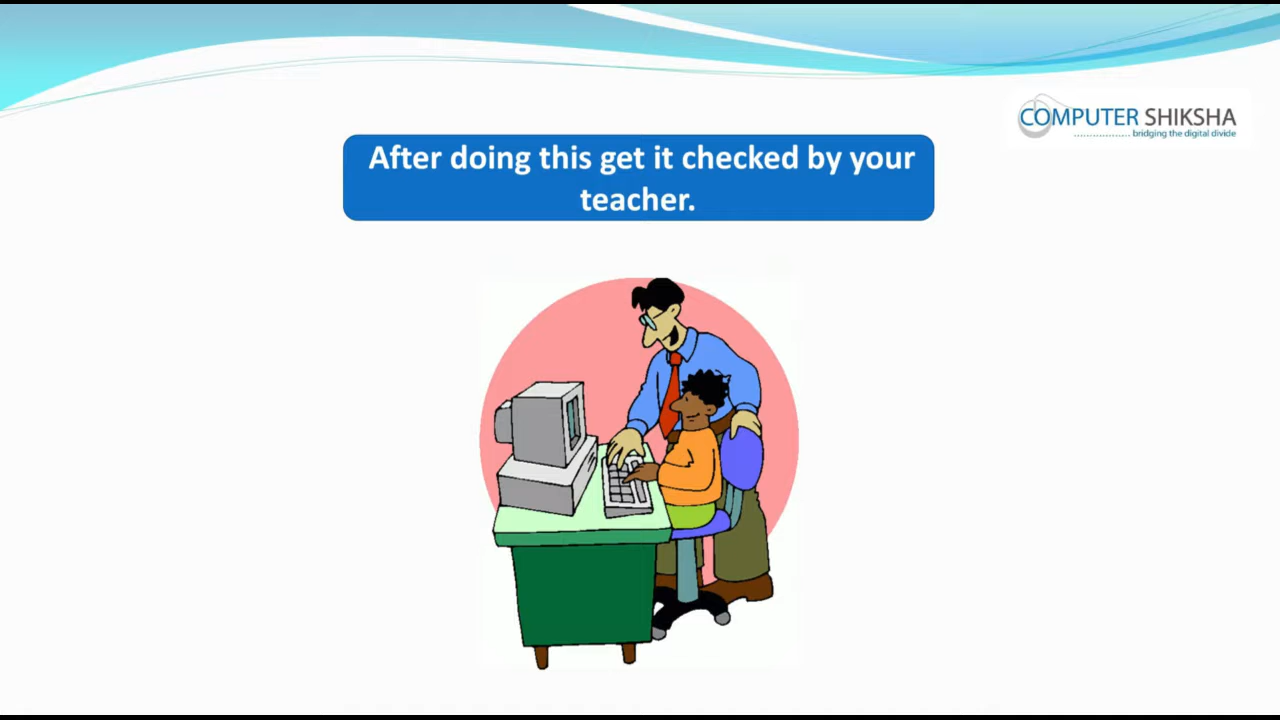 COMPUTER SHIKSHA
bridging the digital divide
After doing this get it checked by your
teacher.